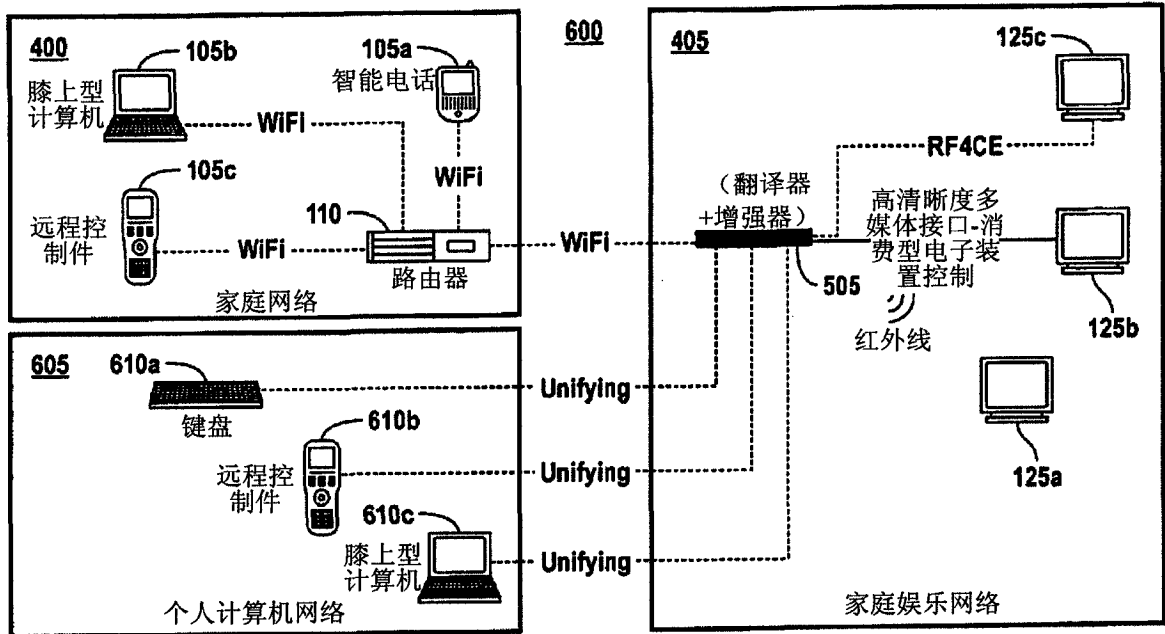 400
105b
膝上型
计算机
WiFi
105a
智能电话
WiFi
105c
远程控
制件
WiFi
110
路由器
家庭网络
WiFi
600
405
125c
RF4CE
（翻译器
+增强器）
505
高清晰度多
媒体接口-消
费型电子装
置控制
125b
红外线
125a
家庭娱乐网络
605
610a
键盘
Unifying
610b
远程控
制件
Unifying
610c
膝上型
计算机
Unifying
个人计算机网络